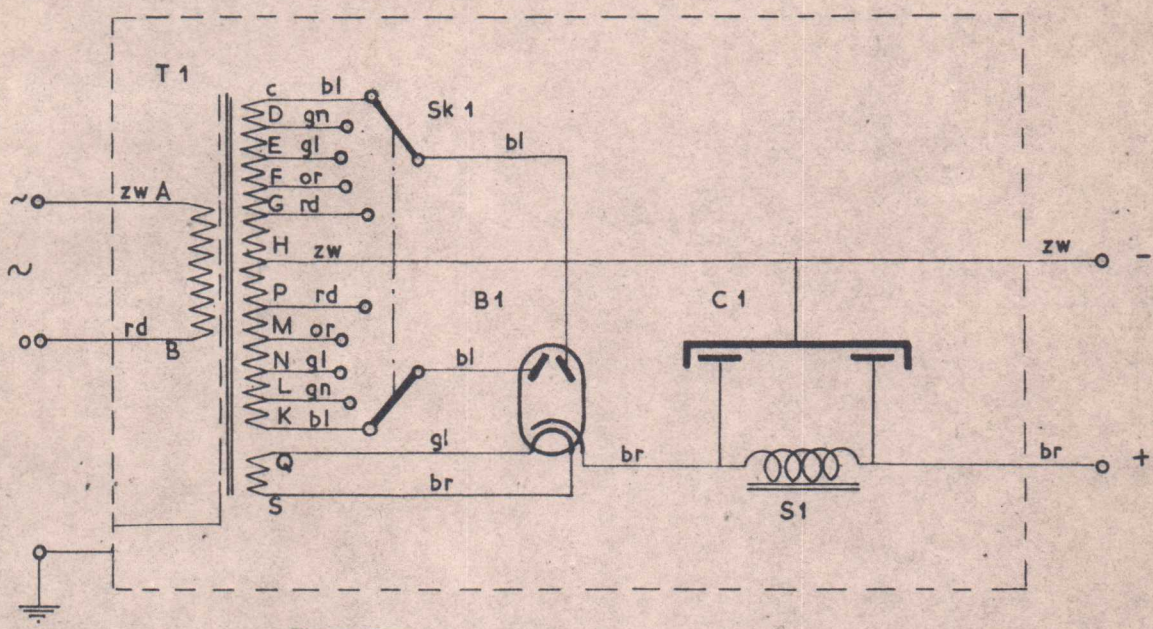 T 1
c bl
Sk 1
D gn
E gl
bl
F or
zw A
G rd
H zw
zw -
P rd
B 1
C 1
M or
rd B
N gl
bl
L gn
K bl
gl
Q
br
br
+
br
S
S1